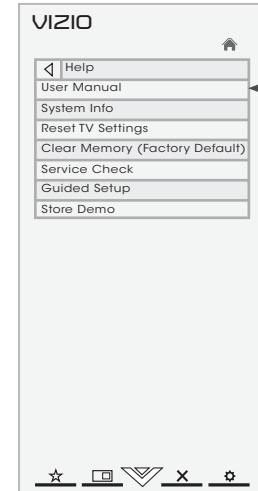 VIZIO
Help
User Manual
System Info
Reset TV Settings
Clear Memory (Factory Default)
Service Check
Guided Setup
Store Demo